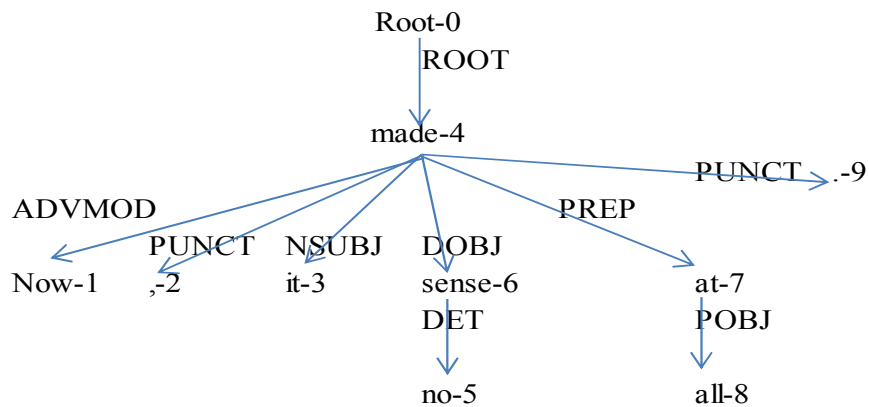 Root-0
ROOT
made-4
PUNCT .-9
ADVMOD PREP
PUNCT NSUBJ DOBJ
Now-1 ,-2 it-3 sense-6 at-7
DET POBJ
no-5 all-8